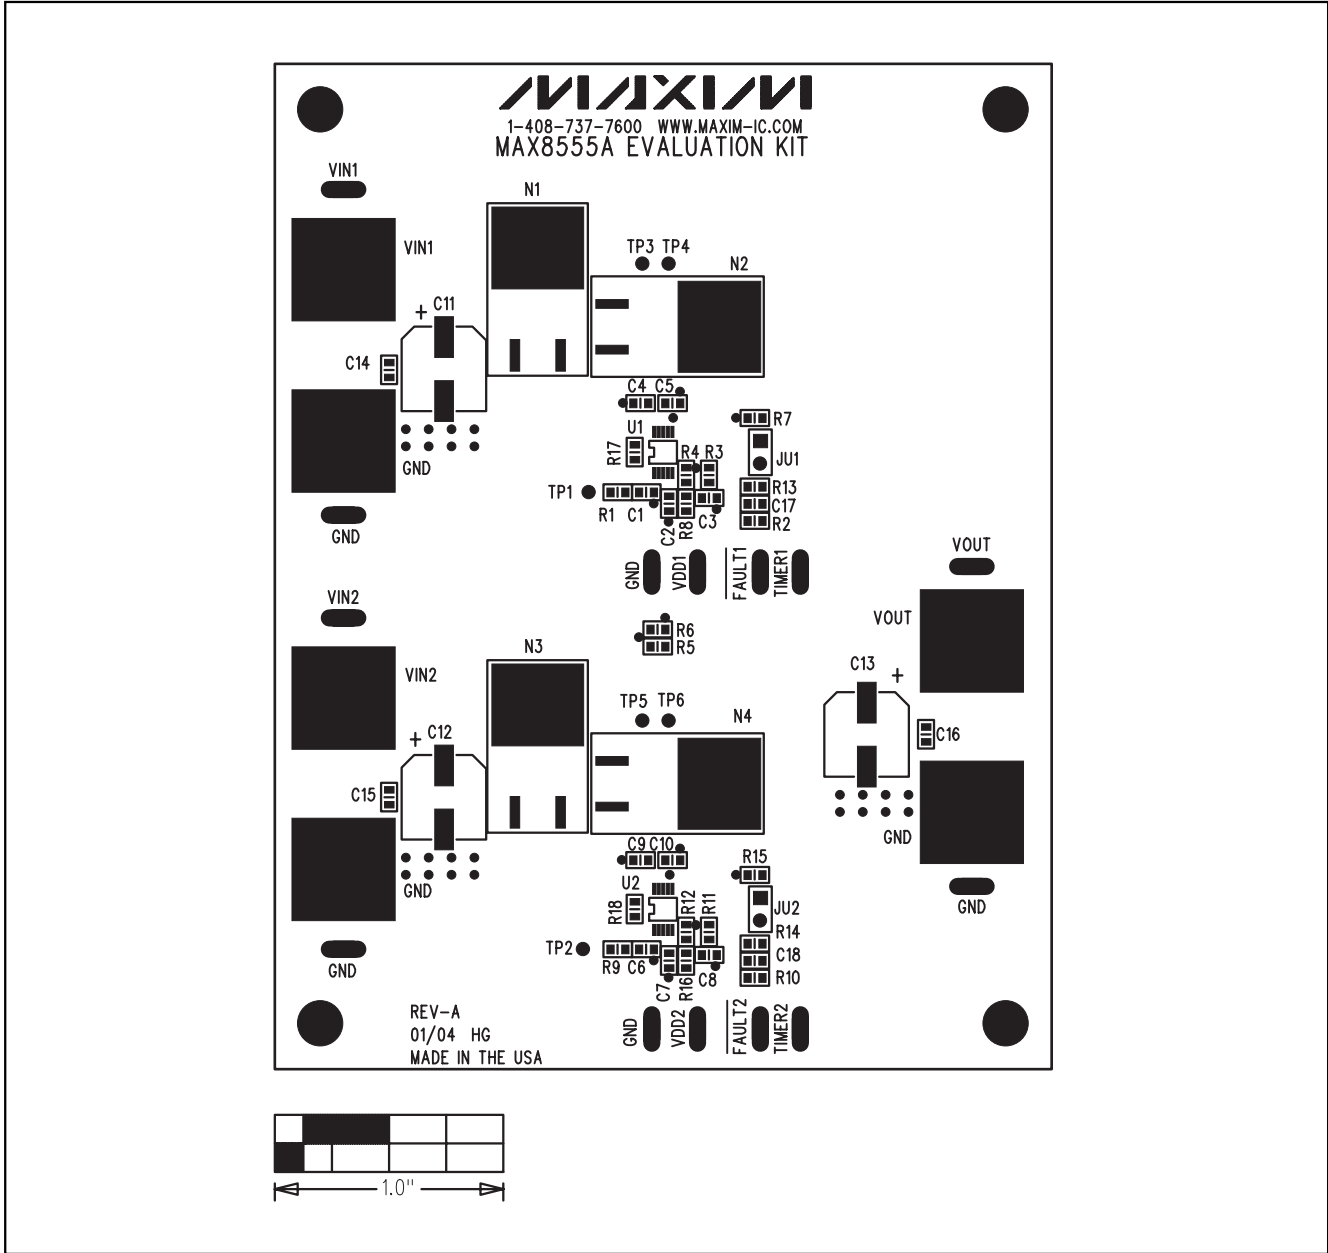 MAXIM
1-408-737-7600 WWW.MAXIM-IC.COM
MAX8555A EVALUATION KIT
VIN1
N1
VIN1
TP3 TP4
N2
+ C11
C14
C4 C5
GND
U1
R17
R4 R3
R7
JU1
TP1
R1 C1
C2
R8
C3
R13
C17
R2
GND
GND
VDD1
FAULT1
TIMER1
VOUT
VIN2
R6
R5
VOUT
N3
VIN2
TP5 TP6
N4
C13
+
+ C12
C16
C15
C9 C10
GND
GND
U2
R18
R12
R11
R15
JU2
TP2
R9 C6
C7
R16
C8
R14
C18
R10
GND
GND
REV-A
01/04 HG
MADE IN THE USA
GND
VDD2
FAULT2
TIMER2
1.0"